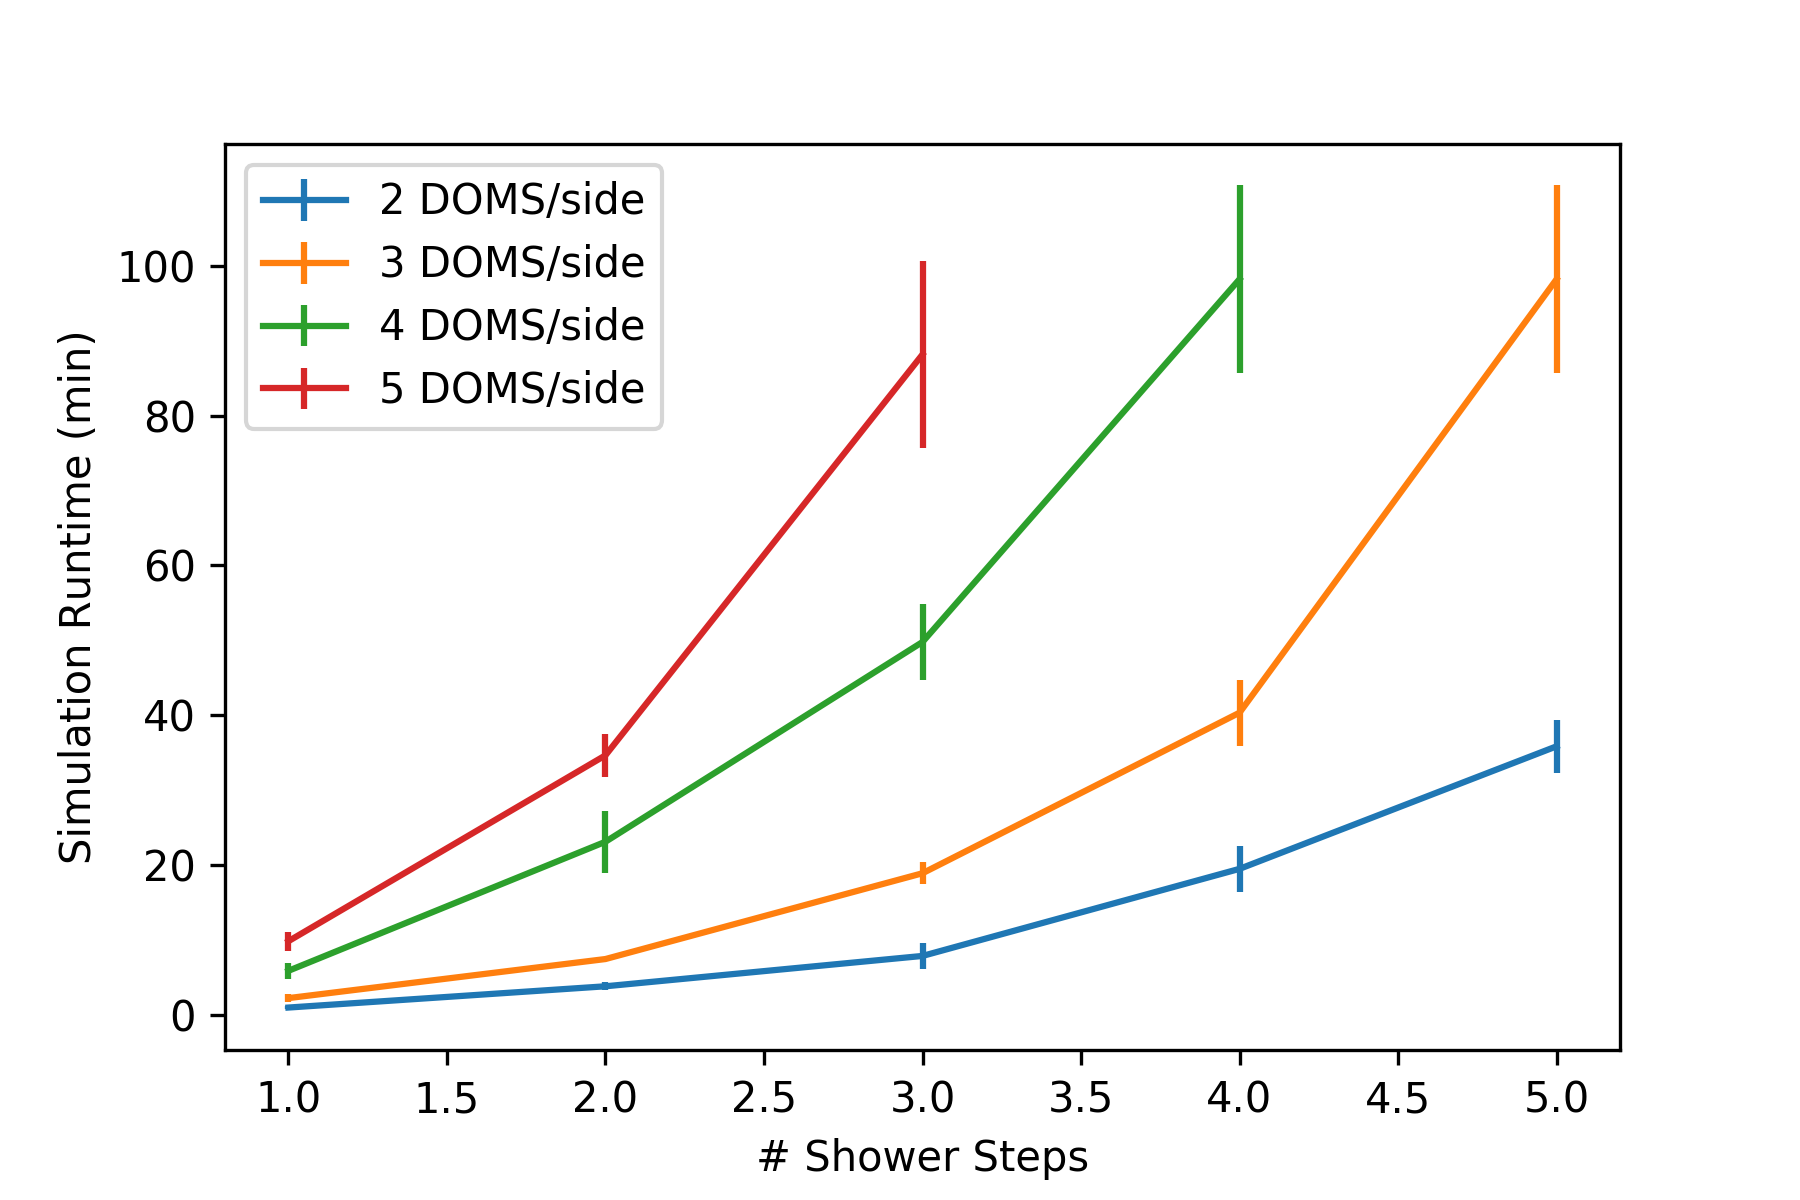 2 DOMS/side
3 DOMS/side
4 DOMS/side
5 DOMS/side
Simulation Runtime (min)
100
80
60
40
20
0
1.0 1.5 2.0 2.5 3.0 3.5 4.0 4.5 5.0
# Shower Steps